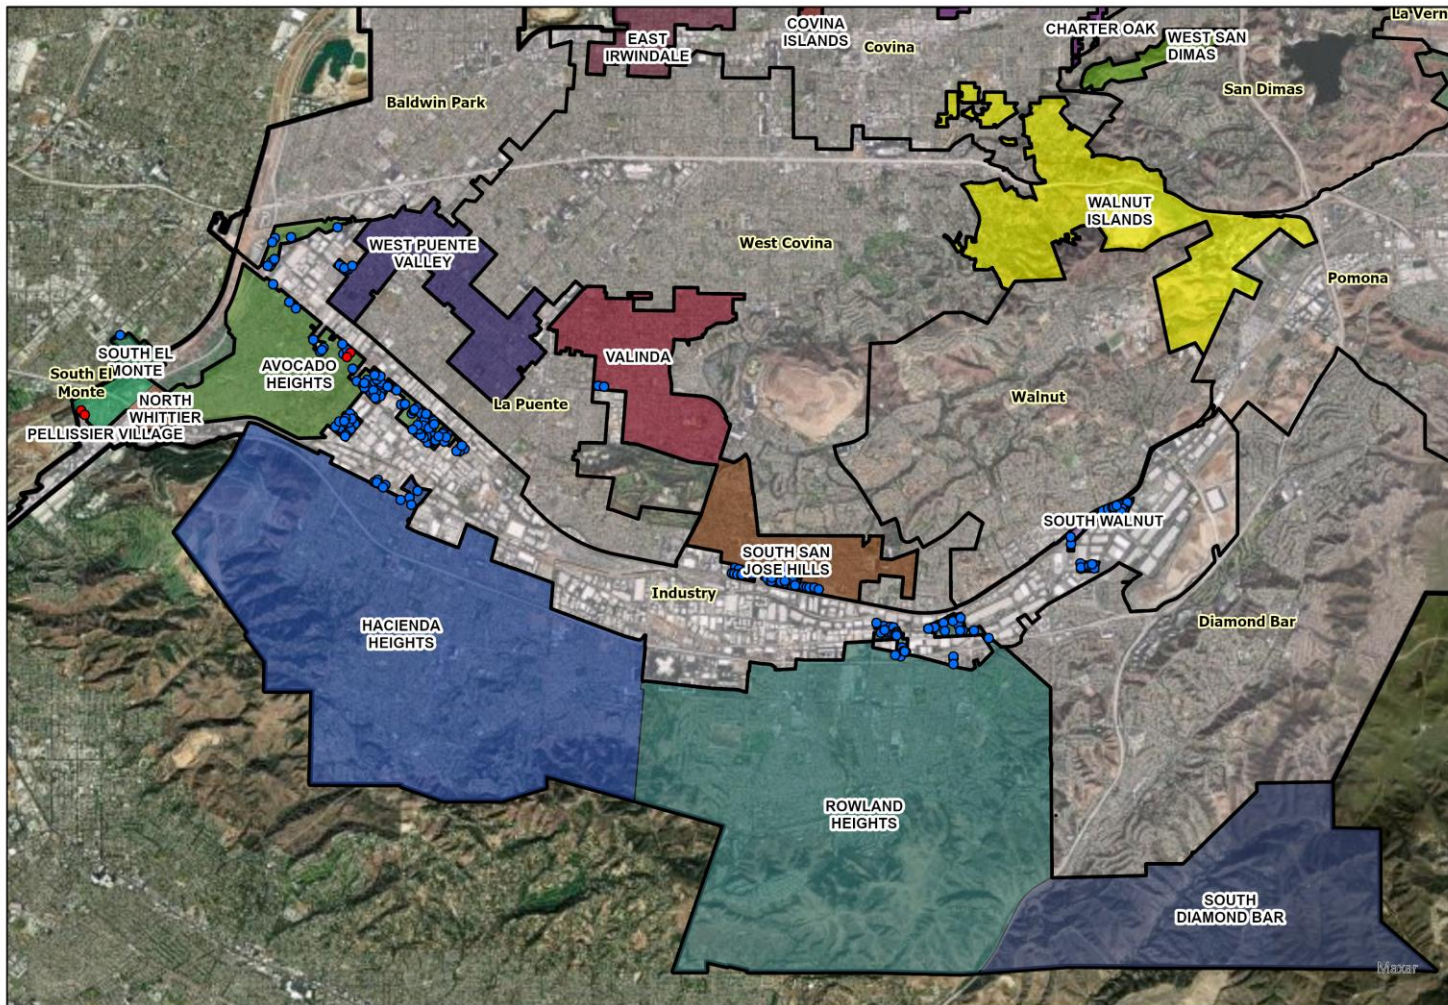 La Vern
COVINA
ISLANDS
CHARTER OAK
EAST
IRWINDALE
Covina
WEST SAN
DIMAS
San Dimas
Baldwin Park
WALNUT
ISLANDS
WEST PUENTE
VALLEY
West Covina
Pomona
SOUTH EL
MONTE
South El
Monte
AVOCADO
HEIGHTS
VALINDA
NORTH
WHITTIER
La Puente
Walnut
PELLISSIER VILLAGE
SOUTH WALNUT
SOUTH SAN
JOSE HILLS
Industry
HACIENDA
HEIGHTS
Diamond Bar
ROWLAND
HEIGHTS
SOUTH
DIAMOND BAR
Maxar